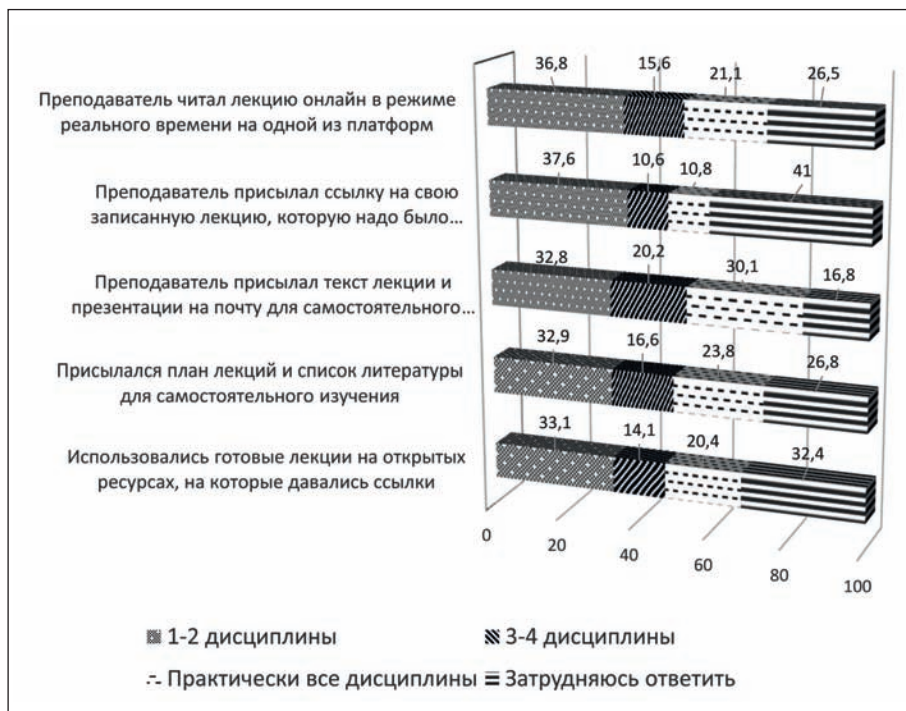 36,8 15,6 21,1 26,5
Преподаватель читал лекцию онлайн в режиме
реального времени на одной из платформ
37,6 10,6 10,8 41
Преподаватель присылал ссылку на свою
записанную лекцию, которую надо было...
32,8 20,2 30,1 16,8
Преподаватель присылал текст лекции и
презентации на почту для самостоятельного...
32,9 16,6 23,8 26,8
Присылался план лекций и список литературы
для самостоятельного изучения
33,1 14,1 20,4 32,4
Использовались готовые лекции на открытых
ресурсах, на которые давались ссылки
0 20 40 60 80 100
1-2 дисциплины 3-4 дисциплины
Практически все дисциплины Затрудняюсь ответить